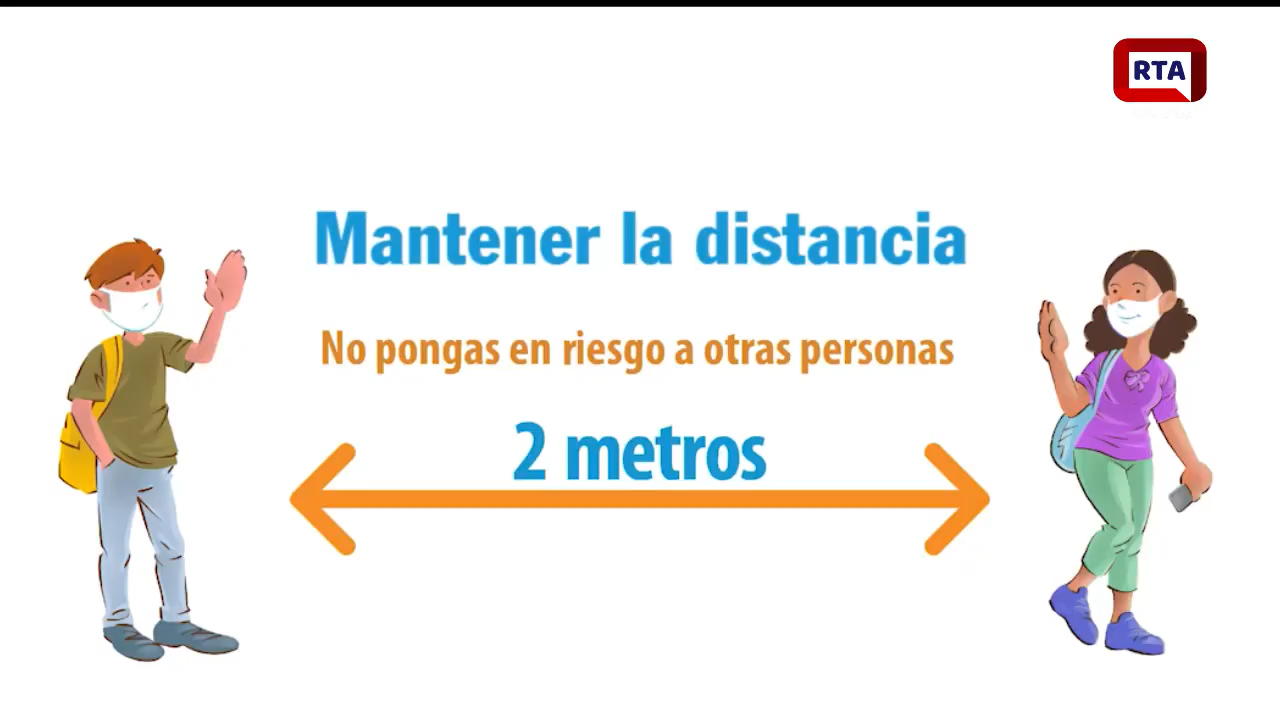 RTA
Mantener la distancia
No pongas en riesgo a otras personas
2 metros